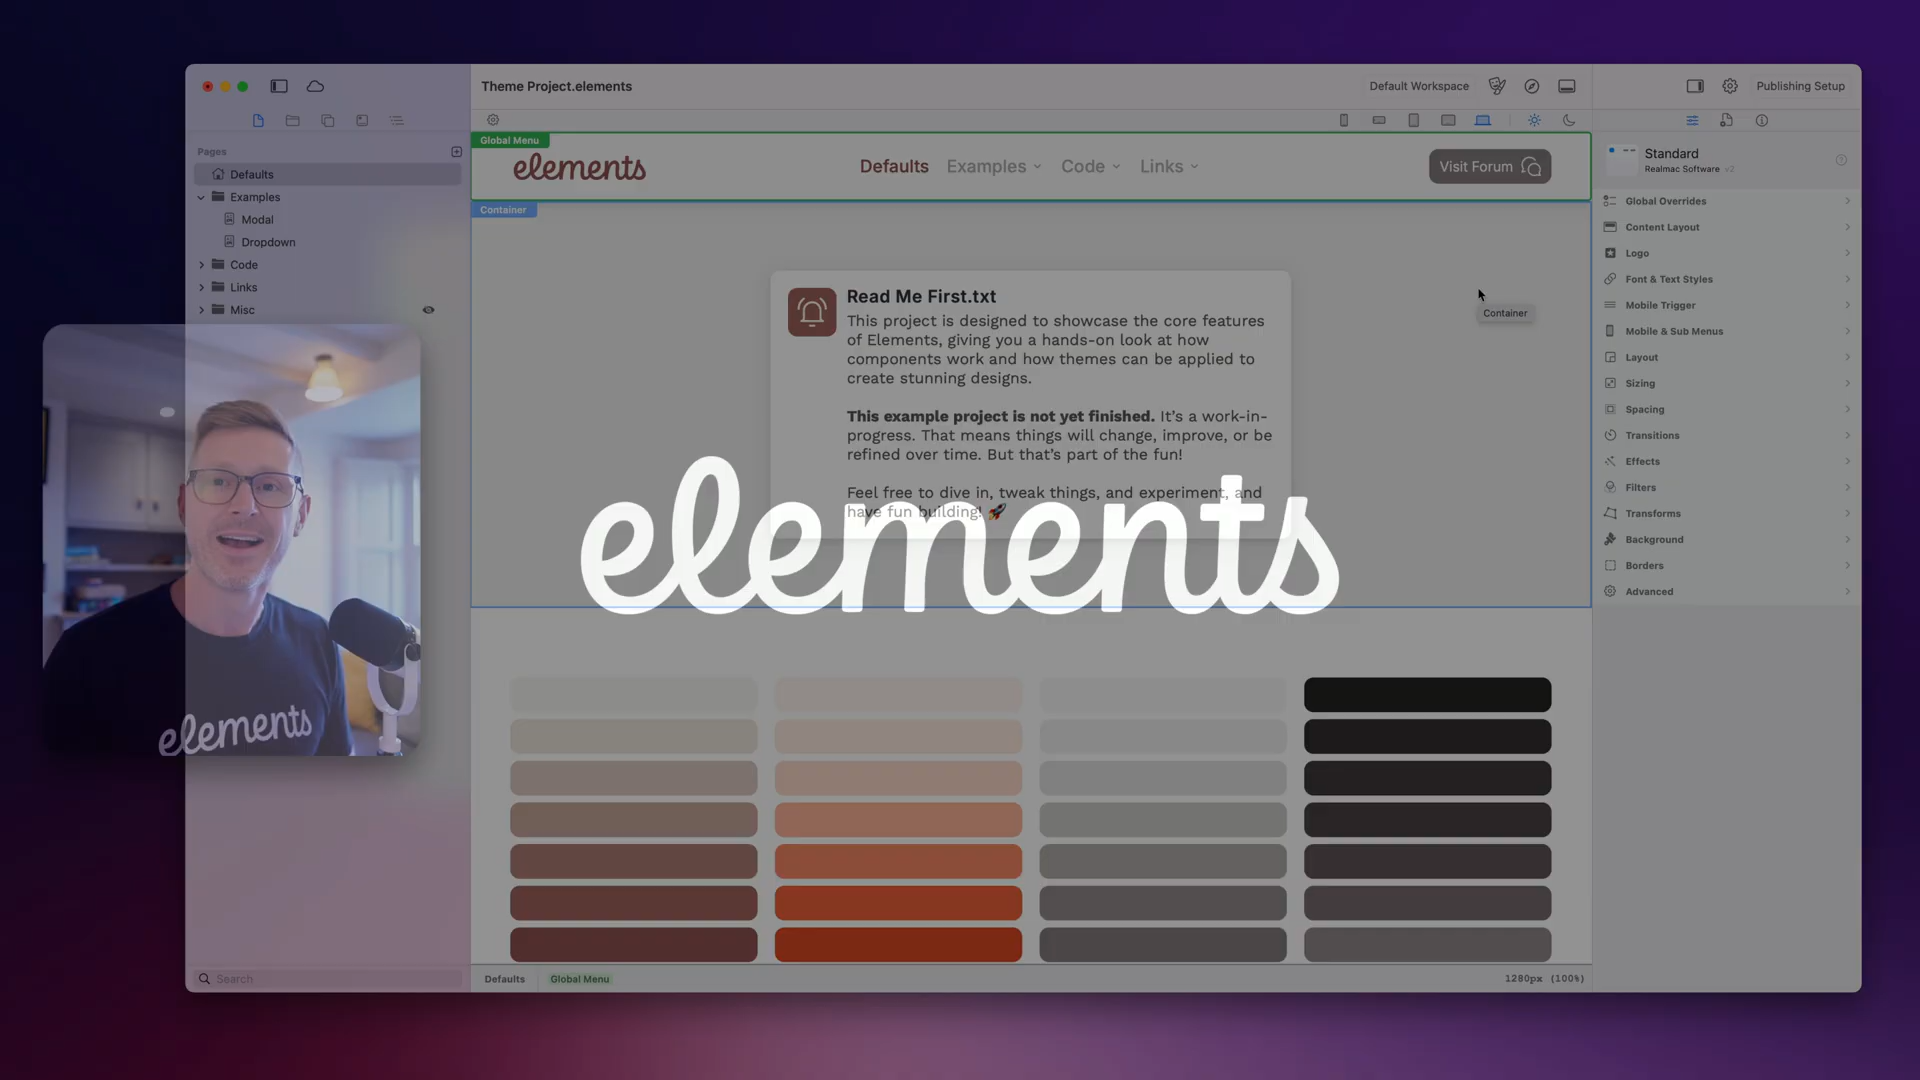 Theme Project.elements
Default Workspace
Publishing Setup
Pages
Defaults
Examples
Modal
Dropdown
Code
Links
Misc
Search
Global Menu
elements
Defaults
Examples
Code
Links
Visit Forum
Container
Read Me First.txt
This project is designed to showcase the core features
of Elements, giving you a hands-on look at how
components work and how themes can be applied to
create stunning designs.
This example project is not yet finished. It’s a work-in-
progress. That means things will change, improve, or be
refined over time. But that’s part of the fun!
Feel free to dive in, tweak things, and experiment, and
have fun building! 🚀
Container
elements
elements
Defaults
Global Menu
1280px (100%)
Standard
Realmac Software v2
Global Overrides
Content Layout
Logo
Font & Text Styles
Mobile Trigger
Mobile & Sub Menus
Layout
Sizing
Spacing
Transitions
Effects
Filters
Transforms
Background
Borders
Advanced